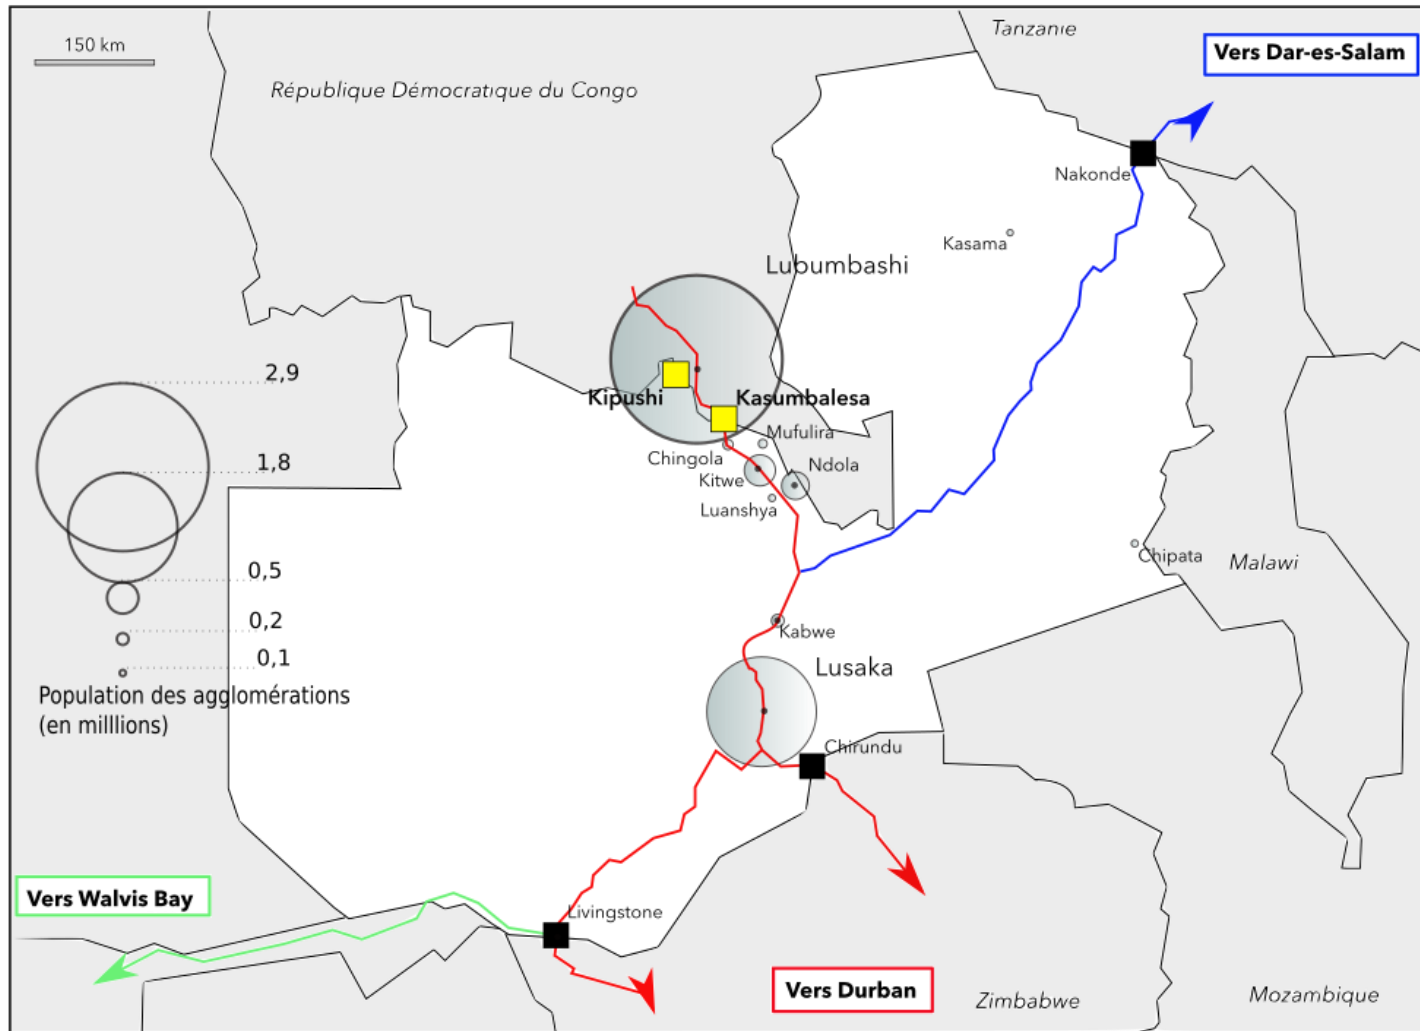 150 km
Tanzanie
Vers Dar-es-Salam
République Démocratique du Congo
Nakonde
Kasama
Lubumbashi
2,9
Kipushi
Kasumbalesa
Mufulira
Chingola
1,8
Ndola
Kitwe
Luanshya
Chipata
Malawi
0,5
0,2
Kabwe
0,1
Lusaka
Population des agglomérations
(en milllions)
Chirundu
Vers Walvis Bay
Livingstone
Vers Durban
Zimbabwe
Mozambique